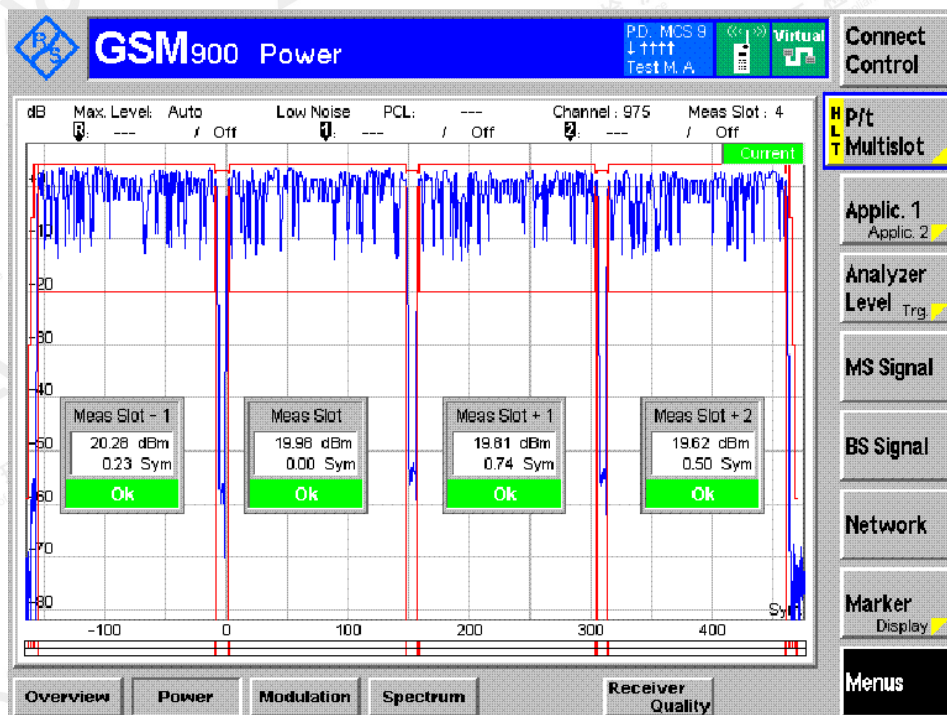 R/S
GSM900 Power
P.D. MCS 9
↓↑↑↑↑
Test M. A.
Virtual
Connect
Control
dB Max. Level: Auto Low Noise PCL: --- Channel : 975 Meas Slot : 4
R: --- / Off 1: --- / Off 2: --- / Off
HLT
P/t
Multislot
Current
Applic. 1
Applic. 2
Analyzer
Level Trg.
MS Signal
BS Signal
Network
Marker
Display
Menus
-10
-20
-30
-40
-50
-60
-70
-80
Meas Slot - 1
20.28 dBm
0.23 Sym
Ok
Meas Slot
19.98 dBm
0.00 Sym
Ok
Meas Slot + 1
19.81 dBm
0.74 Sym
Ok
Meas Slot + 2
19.62 dBm
0.50 Sym
Ok
-100 0 100 200 300 400
Overview Power Modulation Spectrum Receiver
Quality